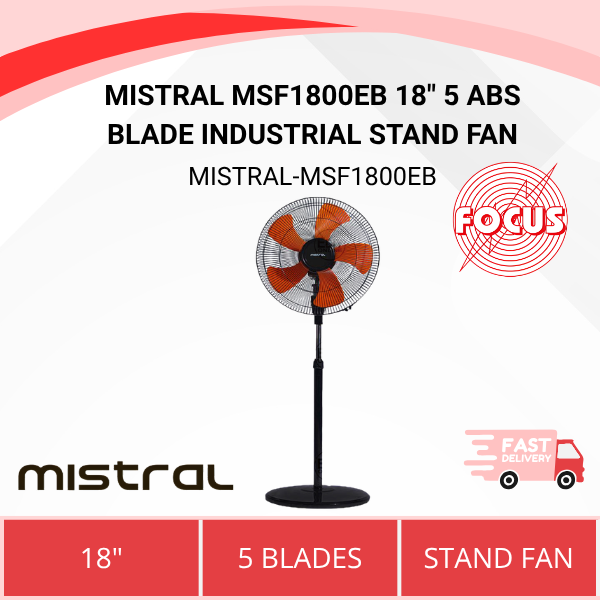 MISTRAL MSF1800EB 18" 5 ABS
BLADE INDUSTRIAL STAND FAN
MISTRAL-MSF1800EB
FOCUS
mistral
mistral
FAST
DELIVERY
18"
5 BLADES
STAND FAN